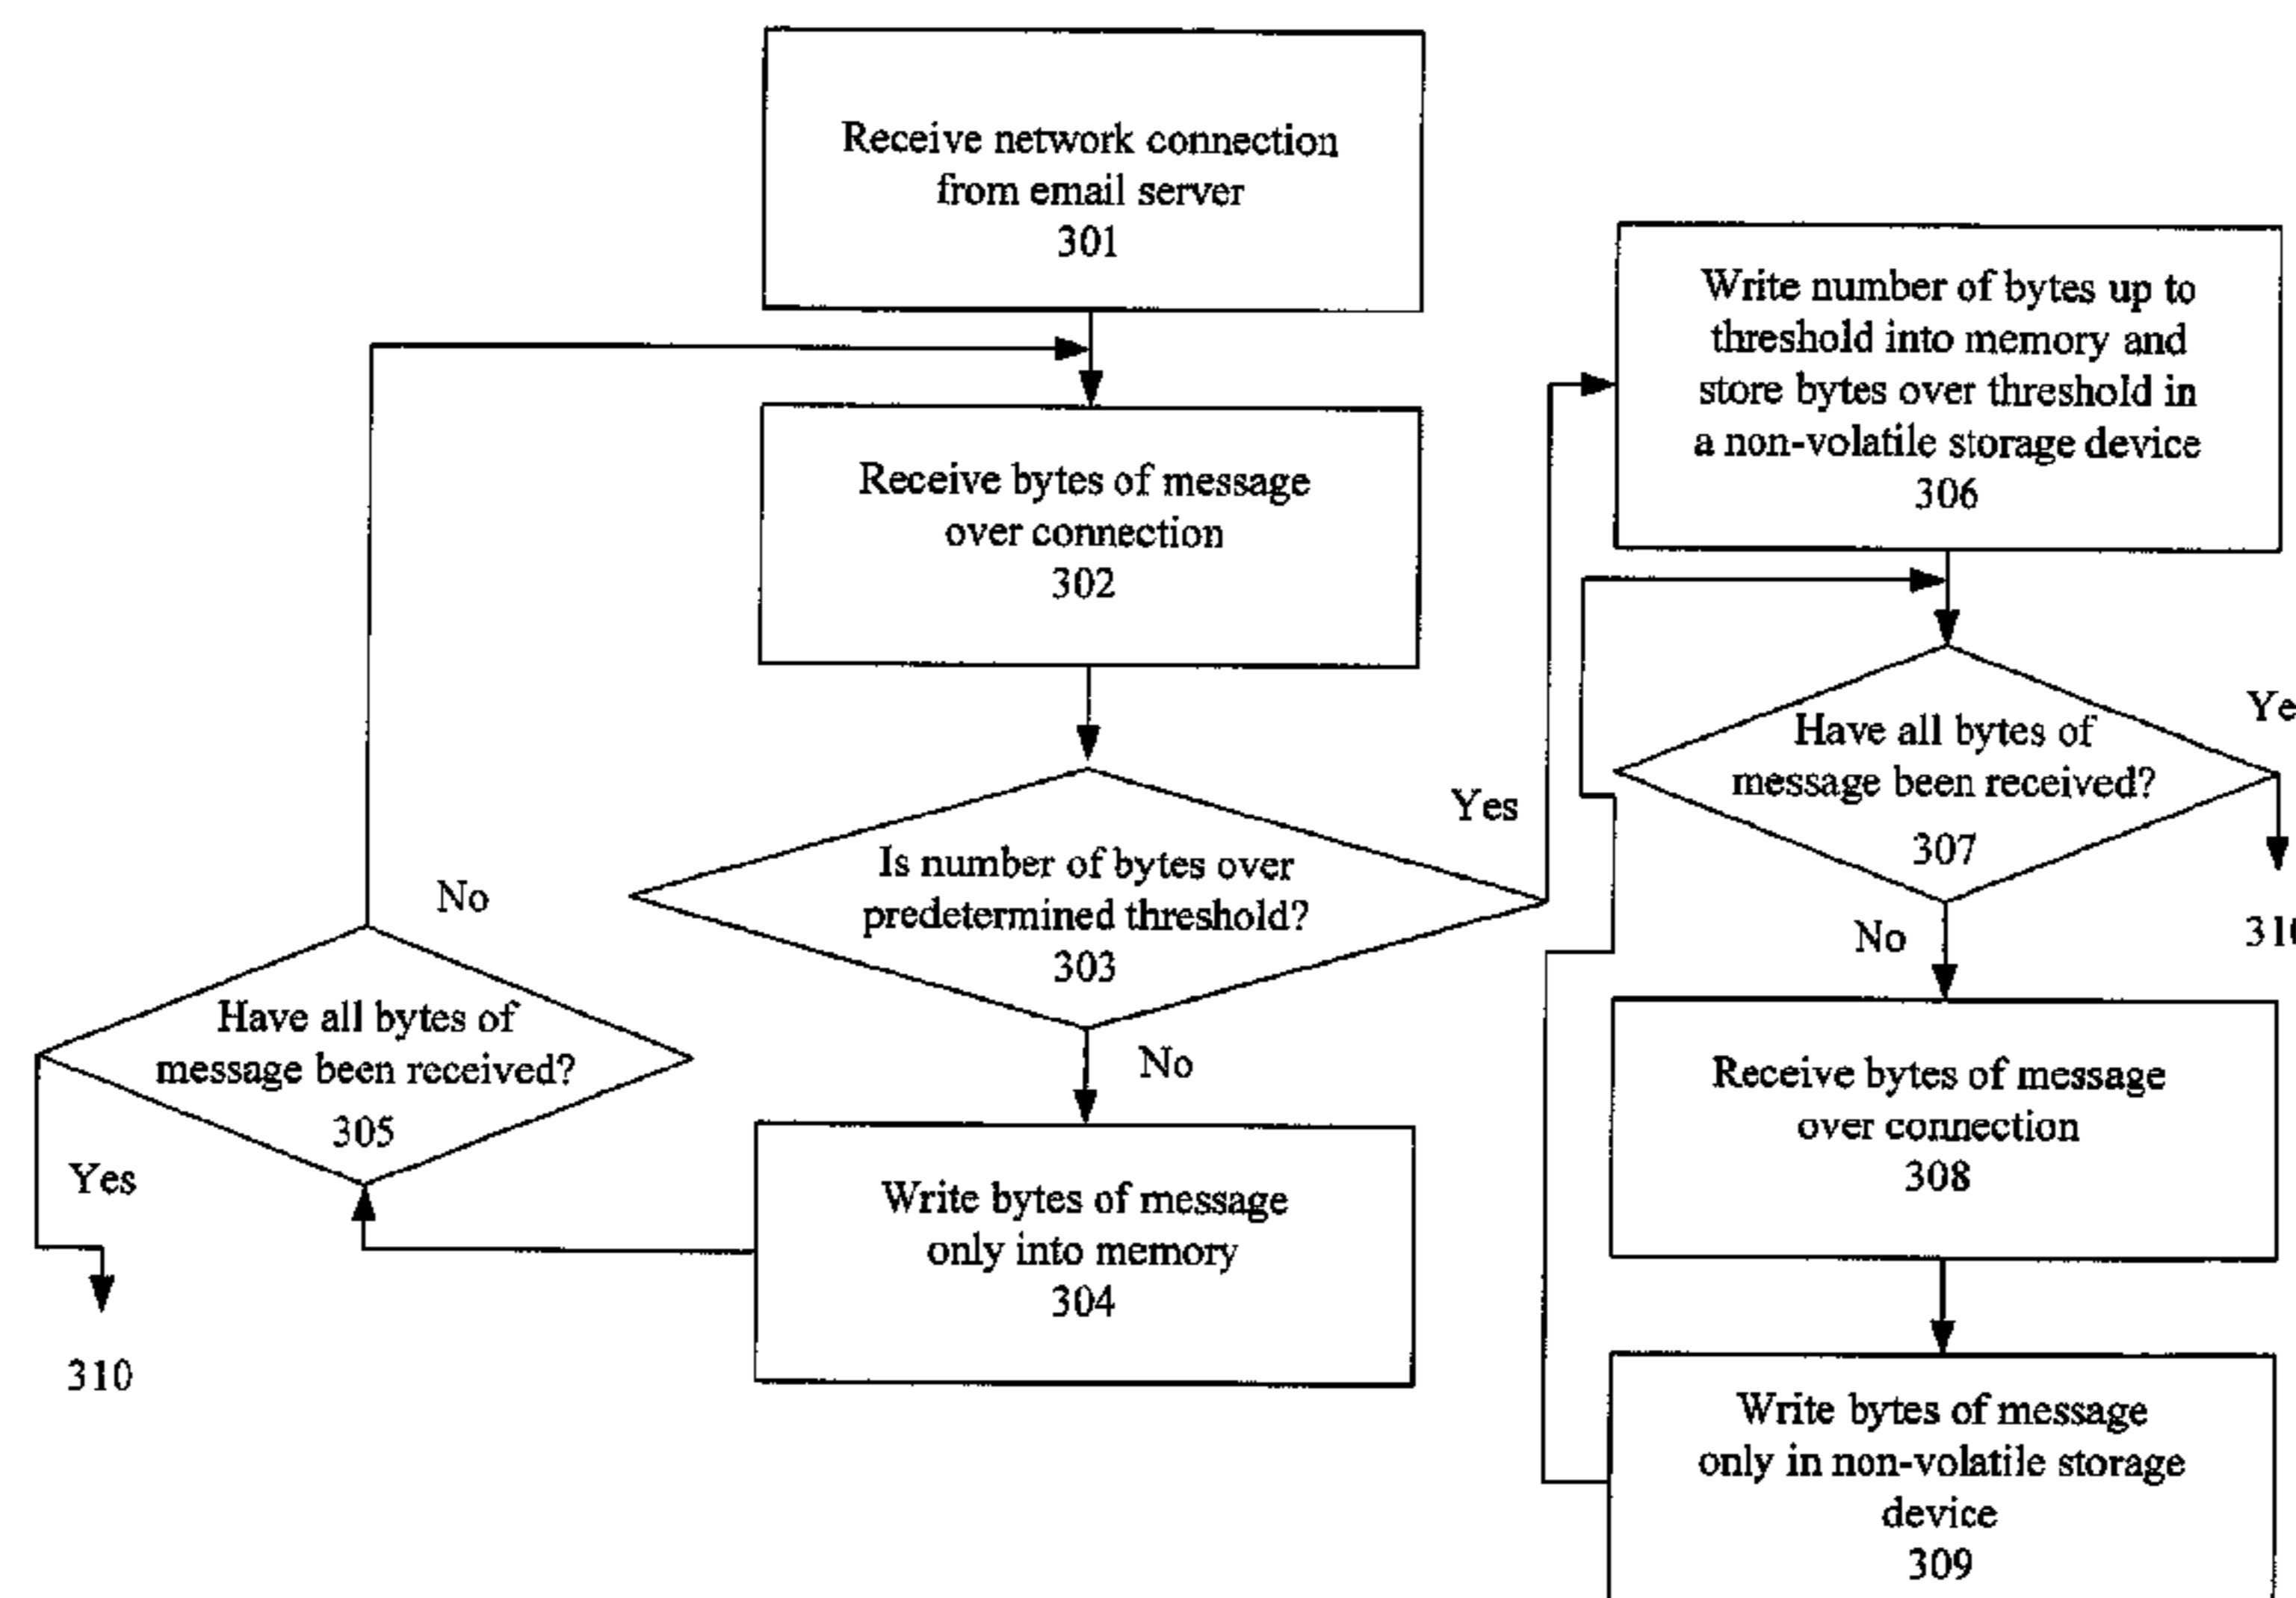 Receive network connection
from email server
301
Receive bytes of message
over connection
302
Is number of bytes over
predetermined threshold?
303
Yes
No
Write bytes of message
only into memory
304
Have all bytes of
message been received?
305
No
Yes
310
Write number of bytes up to
threshold into memory and
store bytes over threshold in
a non-volatile storage device
306
Have all bytes of
message been received?
307
No
Receive bytes of message
over connection
308
Write bytes of message
only in non-volatile storage
device
309